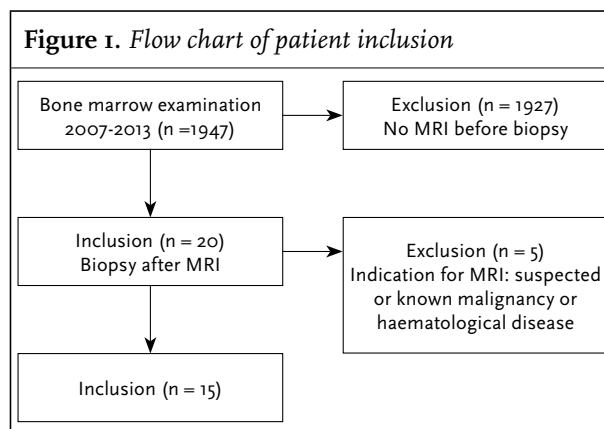 Figure 1. Flow chart of patient inclusion
Bone marrow examination
2007-2013 (n =1947)
Exclusion (n = 1927)
No MRI before biopsy
Inclusion (n = 20)
Biopsy after MRI
Exclusion (n = 5)
Indication for MRI: suspected
or known malignancy or
haematological disease
Inclusion (n = 15)